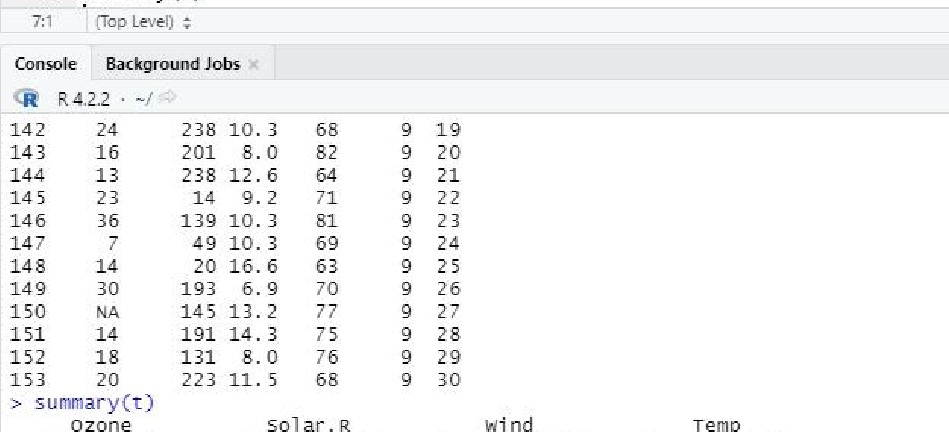 7:1 (Top Level)
Console Background Jobs
R 4.2.2 · ~/
142 24 238 10.3 68 9 19
143 16 201 8.0 82 9 20
144 13 238 12.6 64 9 21
145 23 14 9.2 71 9 22
146 36 139 10.3 81 9 23
147 7 49 10.3 69 9 24
148 14 20 16.6 63 9 25
149 30 193 6.9 70 9 26
150 NA 145 13.2 77 9 27
151 14 191 14.3 75 9 28
152 18 131 8.0 76 9 29
153 20 223 11.5 68 9 30
> summary(t)
Ozone Solar.R Wind Temp